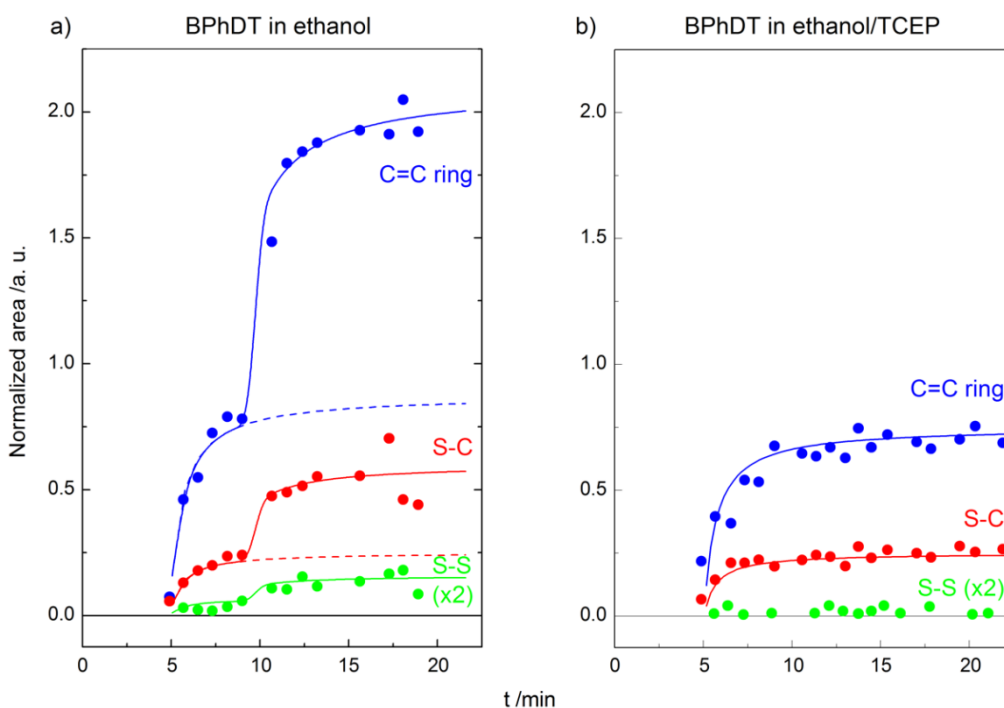 a)
BPhDT in ethanol
b)
BPhDT in ethanol/TCEP
Normalized area /a. u.
2.0
1.5
1.0
0.5
0.0
C=C ring
S-C
S-S
(x2)
0
5
10
15
20
2.0
1.5
1.0
0.5
0.0
C=C ring
S-C
S-S (x2)
0
5
10
15
20
t /min